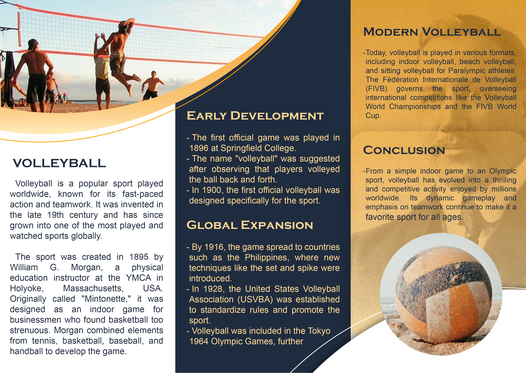 VOLLEYBALL
Volleyball is a popular sport played
worldwide, known for its fast-paced
action and teamwork. It was invented in
the late 19th century and has since
grown into one of the most played and
watched sports globally.
The sport was created in 1895 by
William G. Morgan, a physical
education instructor at the YMCA in
Holyoke, Massachusetts, USA.
Originally called "Mintonette," it was
designed as an indoor game for
businessmen who found basketball too
strenuous. Morgan combined elements
from tennis, basketball, baseball, and
handball to develop the game.
EARLY DEVELOPMENT
- The first official game was played in
1896 at Springfield College.
- The name "volleyball" was suggested
after observing that players volleyed
the ball back and forth.
- In 1900, the first official volleyball was
designed specifically for the sport.
GLOBAL EXPANSION
- By 1916, the game spread to countries
such as the Philippines, where new
techniques like the set and spike were
introduced.
- In 1928, the United States Volleyball
Association (USVBA) was established
to standardize rules and promote the
sport.
- Volleyball was included in the Tokyo
1964 Olympic Games, further
MODERN VOLLEYBALL
-Today, volleyball is played in various formats,
including indoor volleyball, beach volleyball,
and sitting volleyball for Paralympic athletes.
The Fédération Internationale de Volleyball
(FIVB) governs the sport, overseeing
international competitions like the Volleyball
World Championships and the FIVB World
Cup.
CONCLUSION
-From a simple indoor game to an Olympic
sport, volleyball has evolved into a thrilling
and competitive activity enjoyed by millions
worldwide. Its dynamic gameplay and
emphasis on teamwork continue to make it a
favorite sport for all ages.